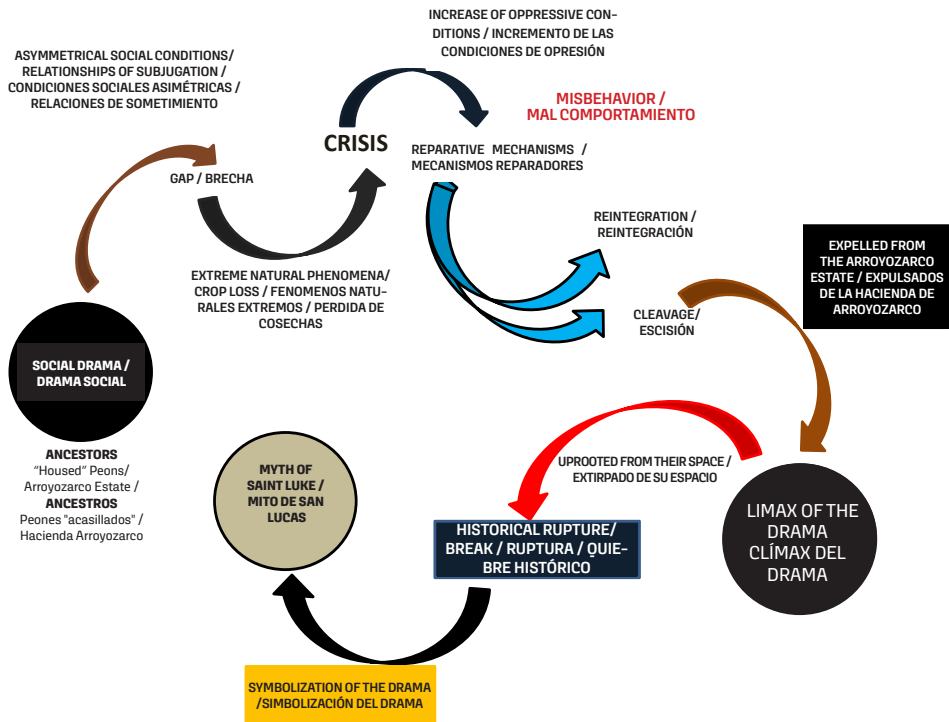 INCREASE OF OPPRESSIVE CON-
DITIONS / INCREMENTO DE LAS
CONDICIONES DE OPRESIÓN
ASYMMETRICAL SOCIAL CONDITIONS/
RELATIONSHIPS OF SUBJUGATION /
CONDICIONES SOCIALES ASIMÉTRICAS /
RELACIONES DE SOMETIMIENTO
MISBEHAVIOR /
MAL COMPORTAMIENTO
CRISIS
REPARATIVE MECHANISMS /
MECANISMOS REPARADORES
GAP / BRECHA
REINTEGRATION /
REINTEGRACIÓN
EXPELLED FROM
THE ARROYOZARCO
ESTATE / EXPULSADOS
DE LA HACIENDA DE
ARROYOZARCO
EXTREME NATURAL PHENOMENA/
CROP LOSS / FENOMENOS NATU-
RALES EXTREMOS / PERDIDA DE
COSECHAS
CLEAVAGE/
ESCISIÓN
SOCIAL DRAMA /
DRAMA SOCIAL
ANCESTORS
“Housed” Peons/
Arroyozarco Estate /
ANCESTROS
Peones "acasillados" /
Hacienda Arroyozarco
MYTH OF
SAINT LUKE /
MITO DE SAN
LUCAS
UPROOTED FROM THEIR SPACE /
EXTIRPADO DE SU ESPACIO
LIMAX OF THE
DRAMA
CLÍMAX DEL
DRAMA
HISTORICAL RUPTURE/
BREAK / RUPTURA / QUIE-
BRE HISTÓRICO
SYMBOLIZATION OF THE DRAMA
/SIMBOLIZACIÓN DEL DRAMA